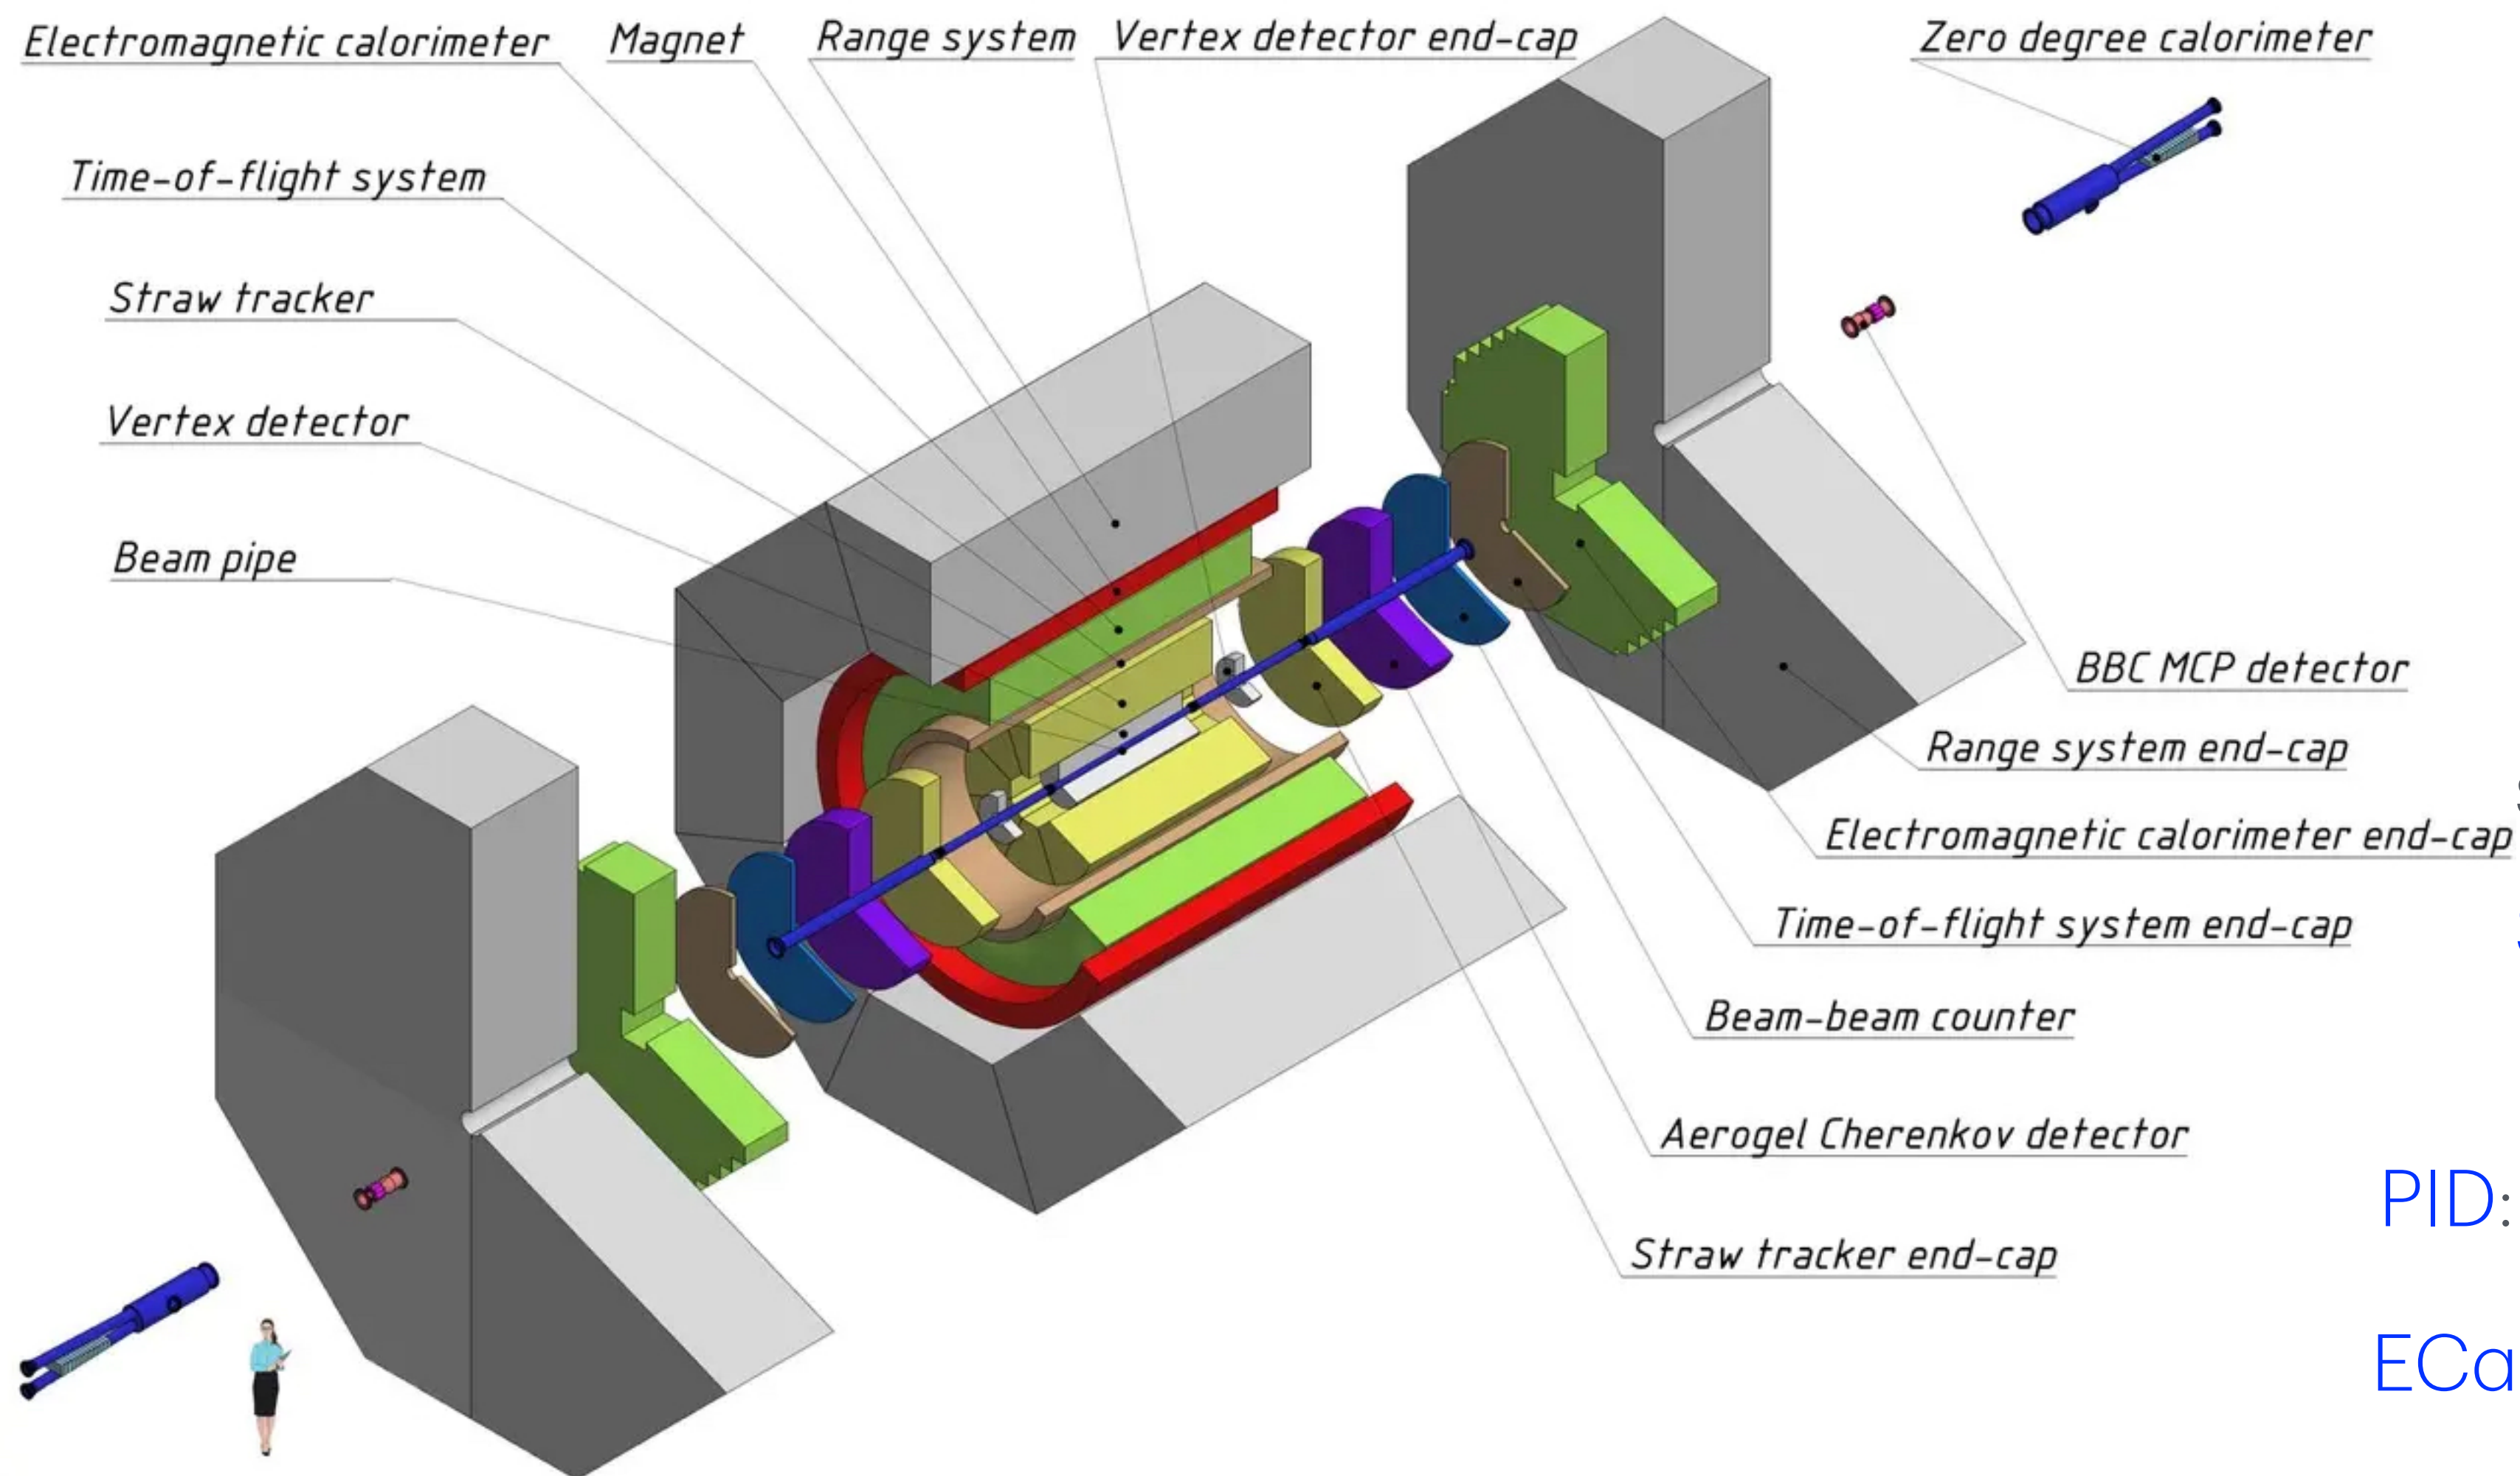 Electromagnetic calorimeter
Magnet
Range system
Vertex detector end-cap
Zero degree calorimeter
Time-of-flight system
Straw tracker
Vertex detector
Beam pipe
BBC MCP detector
Range system end-cap
Electromagnetic calorimeter end-cap
Time-of-flight system end-cap
Beam-beam counter
Aerogel Cherenkov detector
Straw tracker end-cap
PID:
ECa